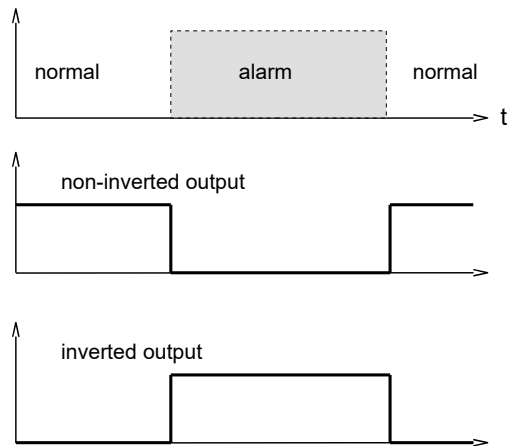 normal alarm normal
t
non-inverted output
inverted output